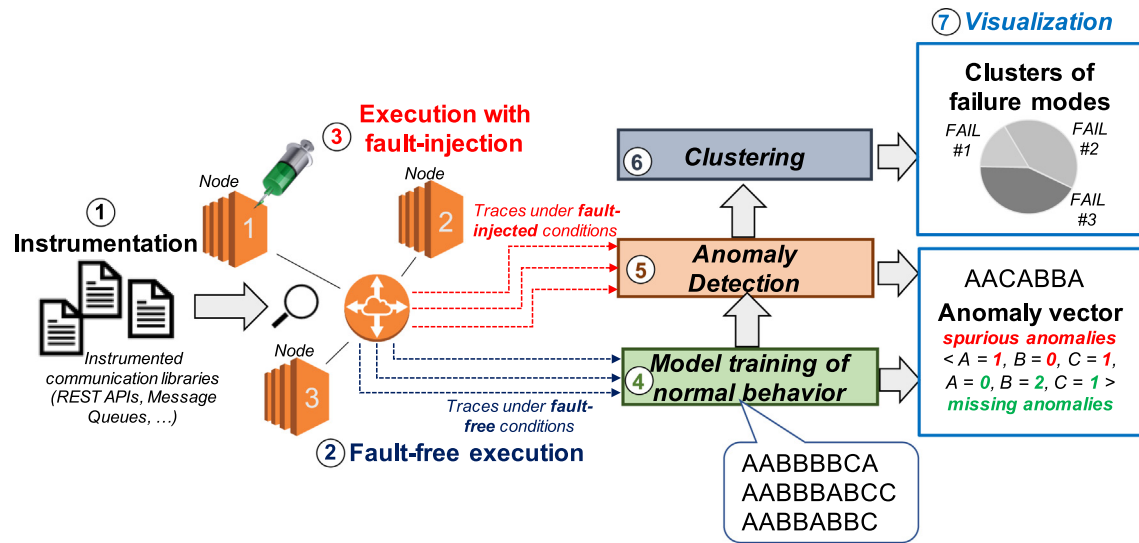 7 Visualization
Clusters of
failure modes
FAIL
#1
FAIL
#2
FAIL
#3
3 Execution with
fault-injection
6 Clustering
Node
1
Node
2
1
Instrumentation
Traces under fault-
injected conditions
5 Anomaly
Detection
AACABBA
Anomaly vector
spurious anomalies
< A = 1, B = 0, C = 1,
A = 0, B = 2, C = 1 >
missing anomalies
Instrumented
communication libraries
(REST APIs, Message
Queues, …)
Node
3
4 Model training of
normal behavior
Traces under fault-
free conditions
2 Fault-free execution
AABBBBCA
AABBBABCC
AABBABBC